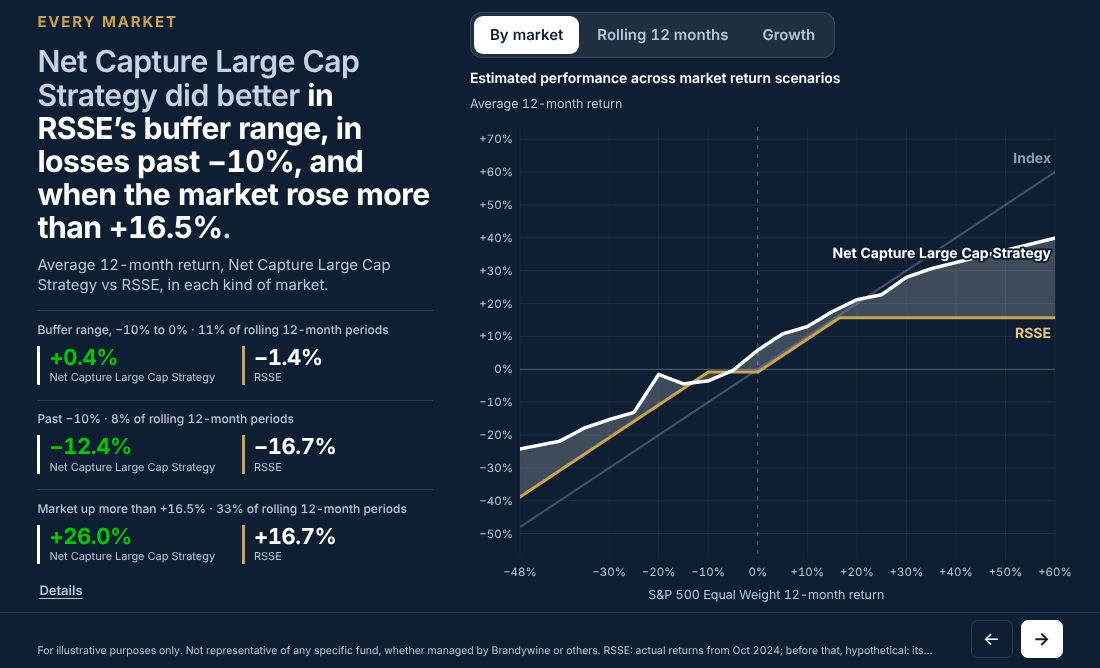 EVERY MARKET
Net Capture Large Cap
Strategy did better in
RSSE’s buffer range, in
losses past −10%, and
when the market rose more
than +16.5%.
Average 12-month return, Net Capture Large Cap
Strategy vs RSSE, in each kind of market.
Buffer range, −10% to 0% · 11% of rolling 12-month periods
+0.4%
Net Capture Large Cap Strategy
−1.4%
RSSE
Past −10% · 8% of rolling 12-month periods
−12.4%
Net Capture Large Cap Strategy
−16.7%
RSSE
Market up more than +16.5% · 33% of rolling 12-month periods
+26.0%
Net Capture Large Cap Strategy
+16.7%
RSSE
Details
By market
Rolling 12 months
Growth
Estimated performance across market return scenarios
Average 12-month return
+70%
+60%
+50%
+40%
+30%
+20%
+10%
0%
−10%
−20%
−30%
−40%
−50%
Index
Net Capture Large Cap Strategy
RSSE
−48%
−30%
−20%
−10%
0%
+10%
+20%
+30%
+40%
+50%
+60%
S&P 500 Equal Weight 12-month return
For illustrative purposes only. Not representative of any specific fund, whether managed by Brandywine or others. RSSE: actual returns from Oct 2024; before that, hypothetical: its…